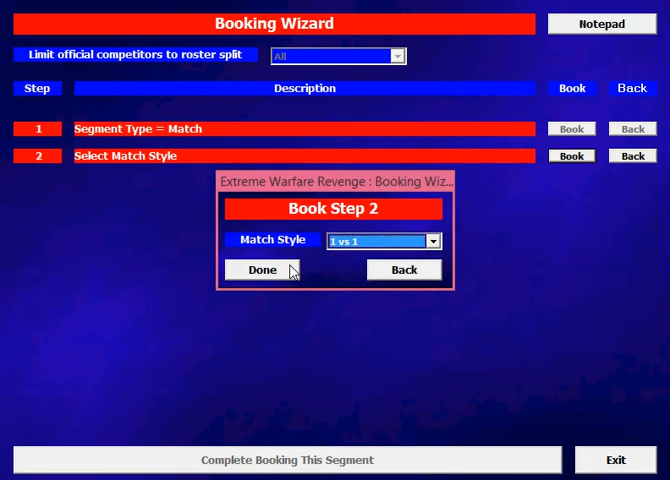 Booking Wizard
Notepad
Limit official competitors to roster split
All
Step
Description
Book
Back
1
Segment Type = Match
Book
Back
2
Select Match Style
Book
Back
Extreme Warfare Revenge : Booking Wiz...
Book Step 2
Match Style
1 vs 1
Done
Back
Complete Booking This Segment
Exit